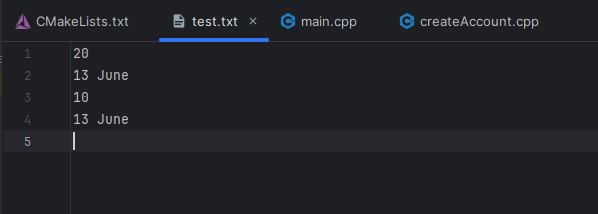 CMakeLists.txt test.txt × main.cpp createAccount.cpp
1 20
2 13 June
3 10
4 13 June
5